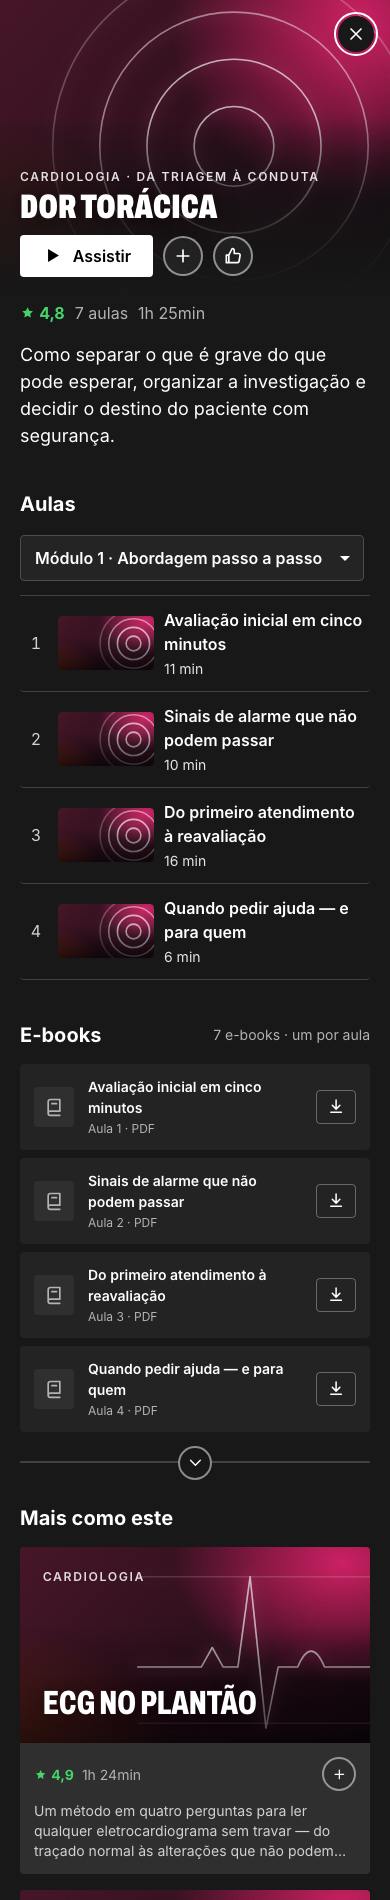 CARDIOLOGIA · DA TRIAGEM À CONDUTA
DOR TORÁCICA
Assistir
4,8 7 aulas 1h 25min
Como separar o que é grave do que
pode esperar, organizar a investigação e
decidir o destino do paciente com
segurança.
Aulas
Módulo 1 · Abordagem passo a passo
1
Avaliação inicial em cinco
minutos
11 min
2
Sinais de alarme que não
podem passar
10 min
3
Do primeiro atendimento
à reavaliação
16 min
4
Quando pedir ajuda — e
para quem
6 min
E-books
7 e-books · um por aula
Avaliação inicial em cinco
minutos
Aula 1 · PDF
Sinais de alarme que não
podem passar
Aula 2 · PDF
Do primeiro atendimento à
reavaliação
Aula 3 · PDF
Quando pedir ajuda — e para
quem
Aula 4 · PDF
Mais como este
CARDIOLOGIA
ECG NO PLANTÃO
4,9 1h 24min
Um método em quatro perguntas para ler
qualquer eletrocardiograma sem travar — do
traçado normal às alterações que não podem...